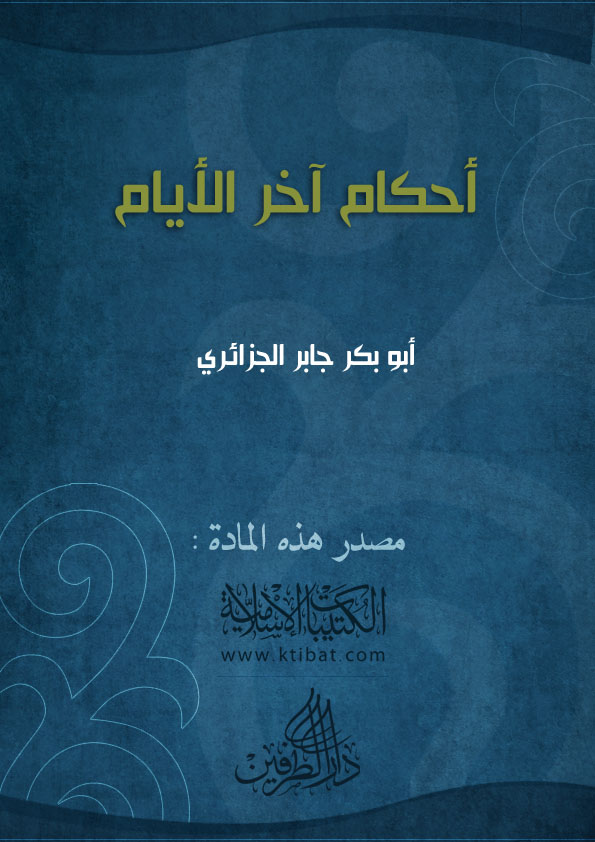 أحكام آخر الأيام
أبو بكر جابر الجزائري
مصدر هذه المادة :
الكتيبات الإسلامية
www.ktibat.com
دار الطرفين